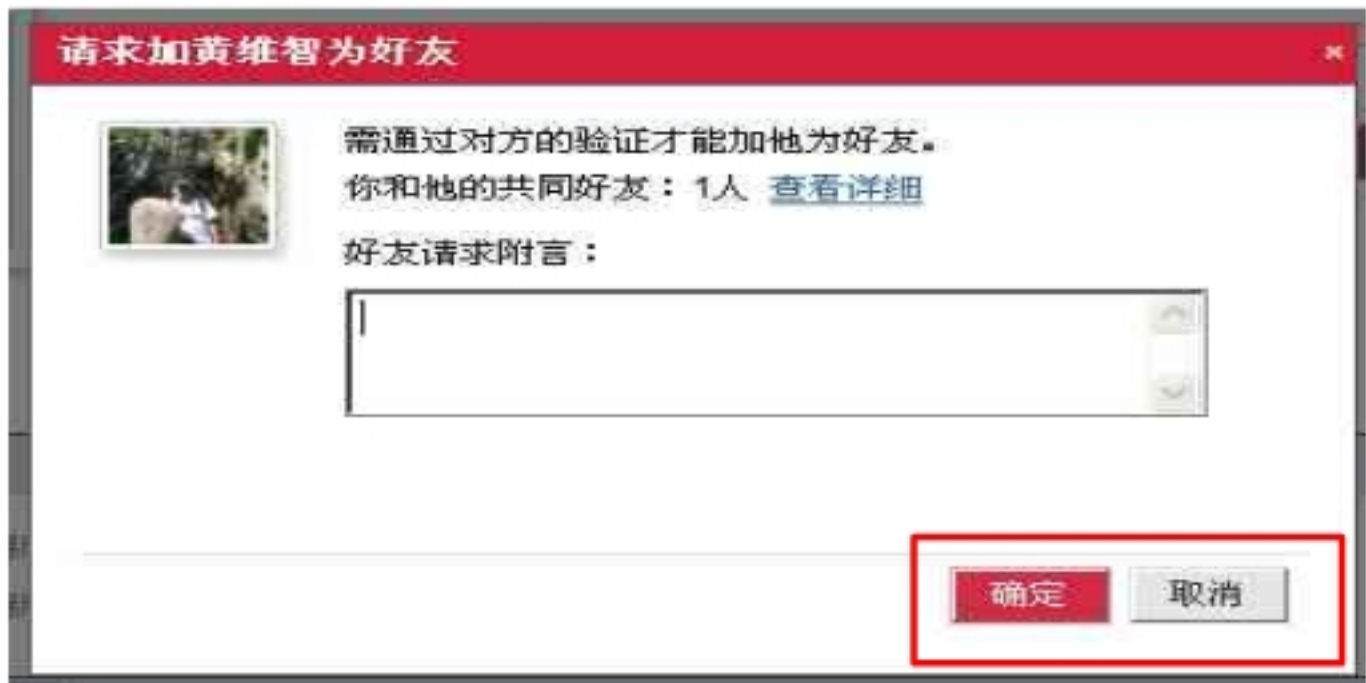 请求加黄维智为好友
×
需通过对方的验证才能加他为好友。
你和他的共同好友：1人 查看详细
好友请求附言：
确定 取消